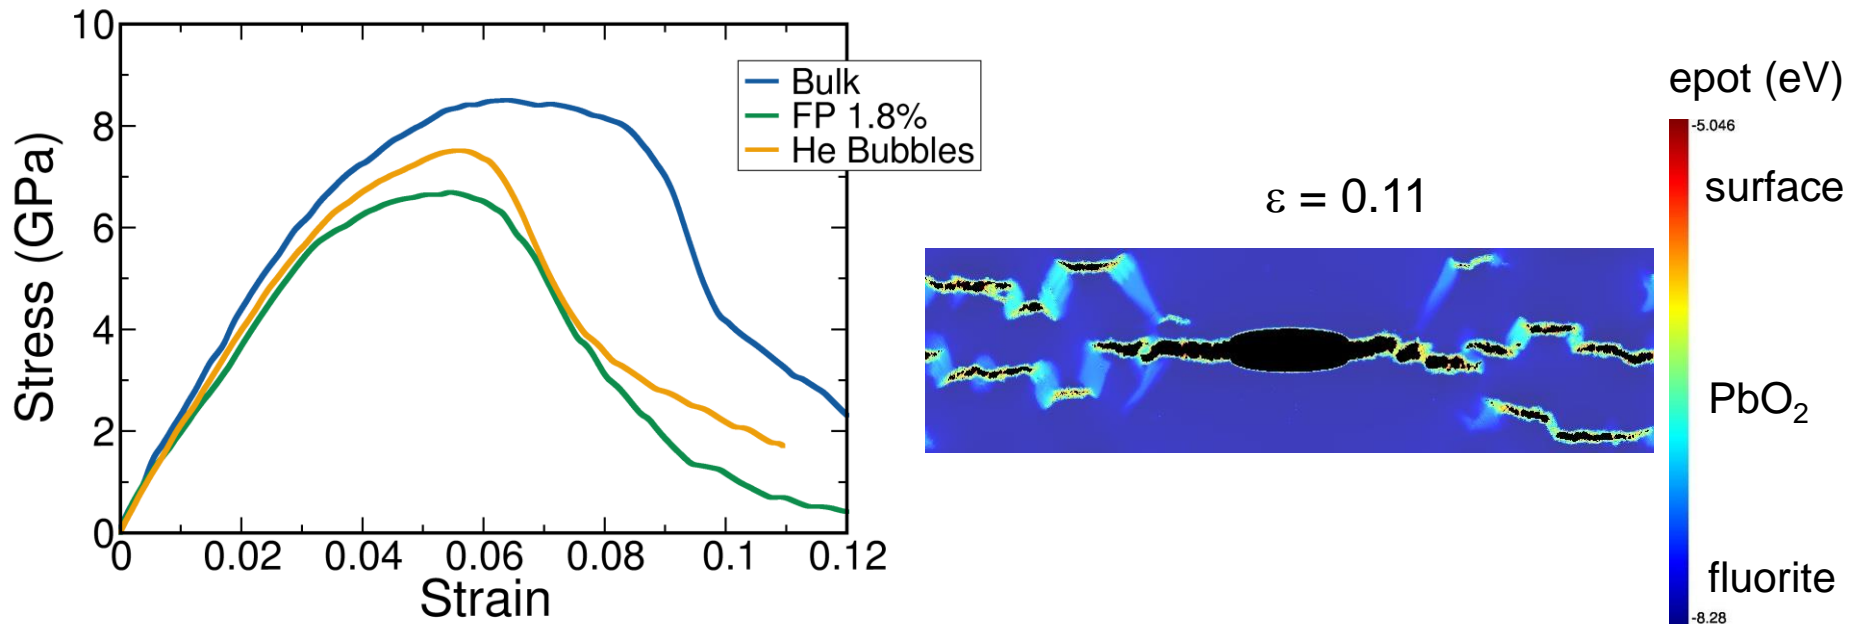 10
8
6
4
2
0
Stress (GPa)
0 0.02 0.04 0.06 0.08 0.1 0.12
Strain
Bulk
FP 1.8%
He Bubbles
ε = 0.11
epot (eV)
-5.046
surface
PbO₂
fluorite
-8.28